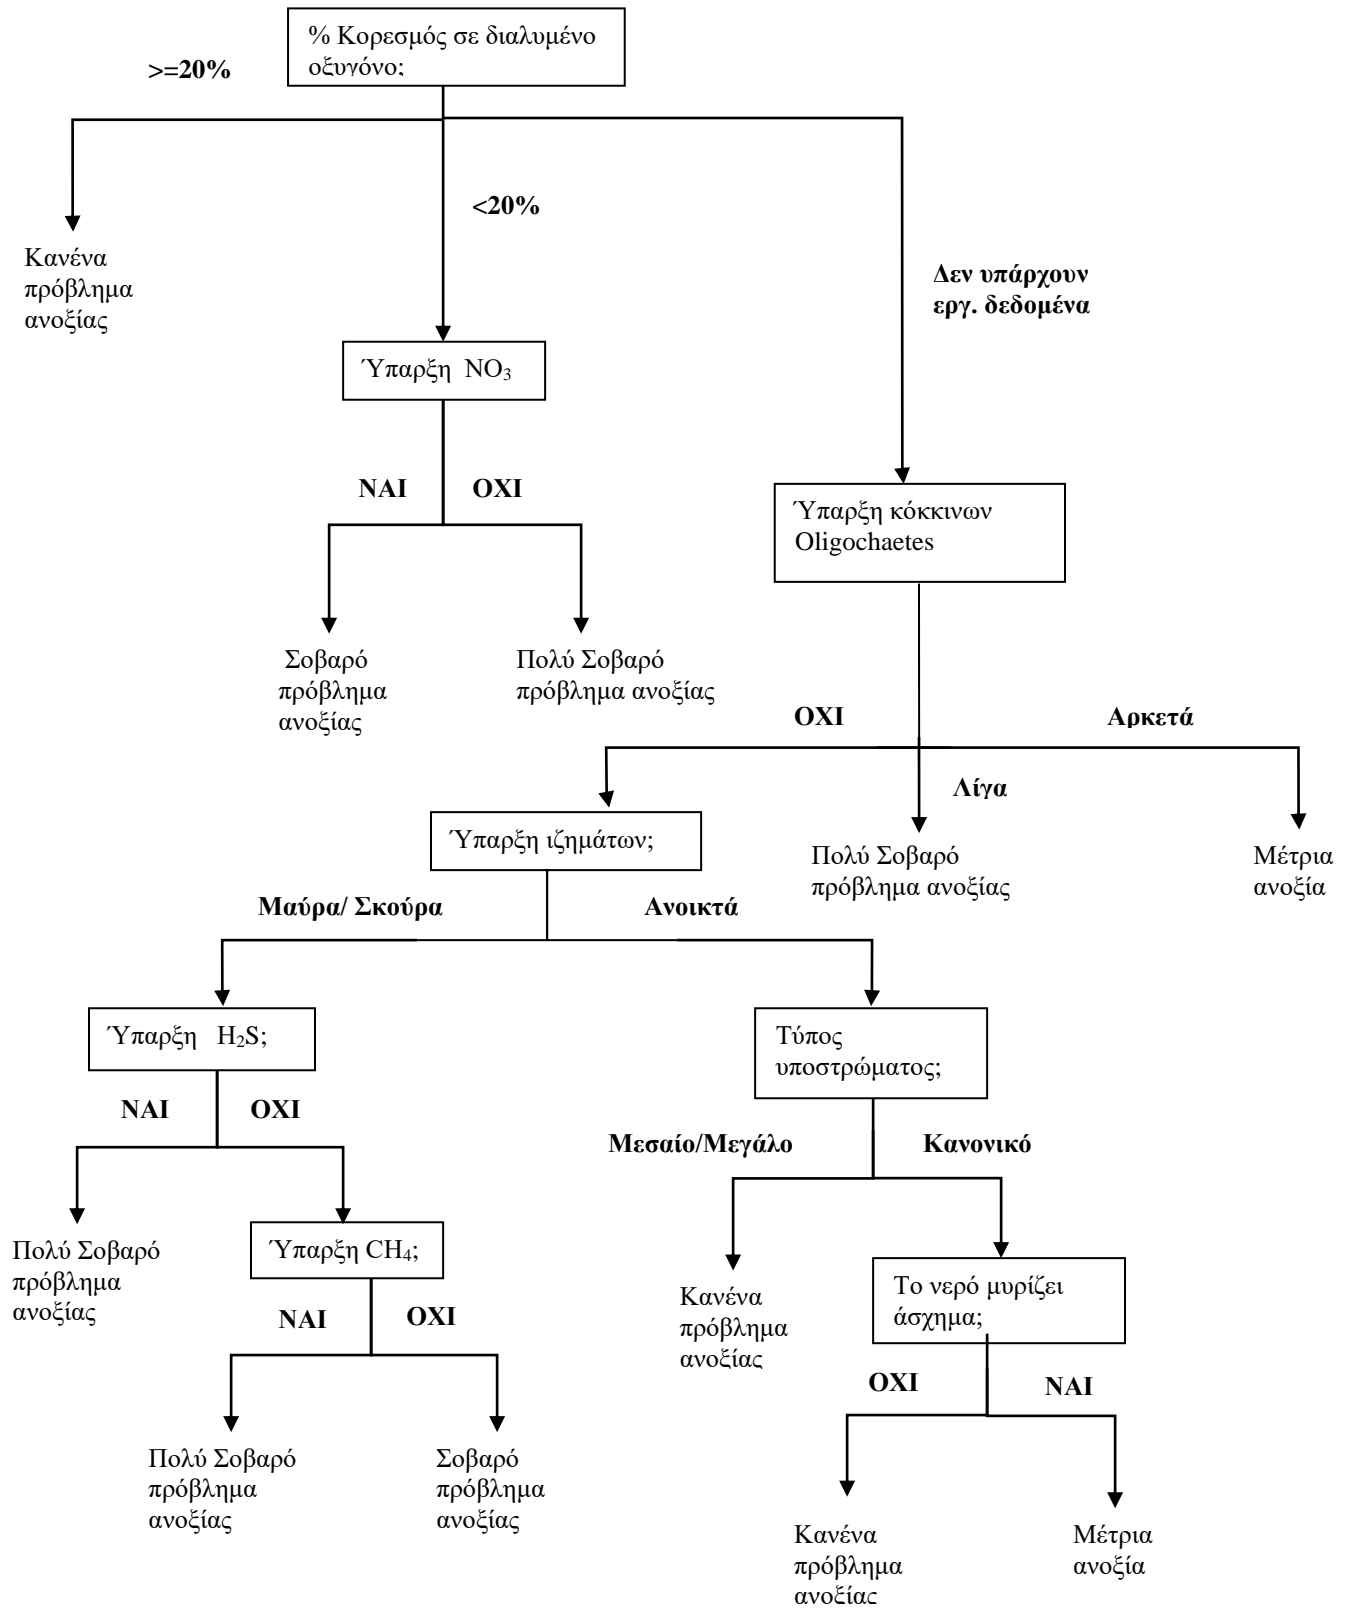 % Κορεσμός σε διαλυμένο
οξυγόνο;
>=20%
<20%
Κανένα
πρόβλημα
ανοξίας
Δεν υπάρχουν
εργ. δεδομένα
Ύπαρξη NO₃
ΝΑΙ
ΟΧΙ
Ύπαρξη κόκκινων
Oligochaetes
Σοβαρό
πρόβλημα
ανοξίας
Πολύ Σοβαρό
πρόβλημα ανοξίας
ΟΧΙ
Αρκετά
Λίγα
Ύπαρξη ιζημάτων;
Πολύ Σοβαρό
πρόβλημα ανοξίας
Μέτρια
ανοξία
Μαύρα/ Σκούρα
Ανοικτά
Ύπαρξη H₂S;
Τύπος
υποστρώματος;
ΝΑΙ
ΟΧΙ
Μεσαίο/Μεγάλο
Κανονικό
Πολύ Σοβαρό
πρόβλημα
ανοξίας
Ύπαρξη CH₄;
Κανένα
πρόβλημα
ανοξίας
Το νερό μυρίζει
άσχημα;
ΝΑΙ
ΟΧΙ
ΟΧΙ
ΝΑΙ
Πολύ Σοβαρό
πρόβλημα
ανοξίας
Σοβαρό
πρόβλημα
ανοξίας
Κανένα
πρόβλημα
ανοξίας
Μέτρια
ανοξία